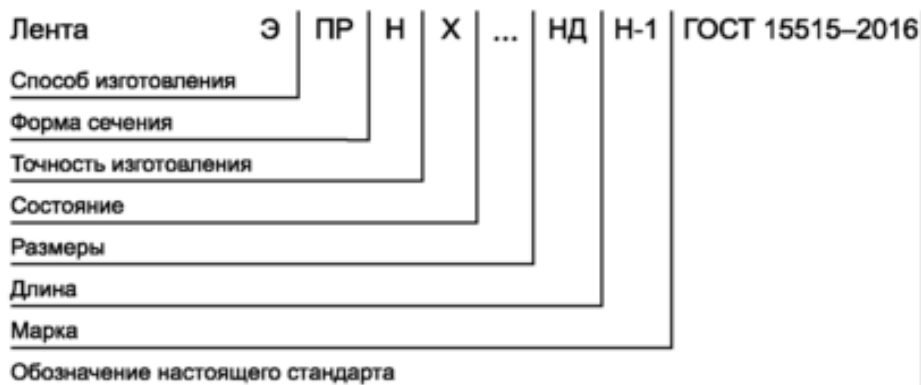 Лента Э ПР Н Х ... НД Н-1 ГОСТ 15515–2016
Способ изготовления
Форма сечения
Точность изготовления
Состояние
Размеры
Длина
Марка
Обозначение настоящего стандарта